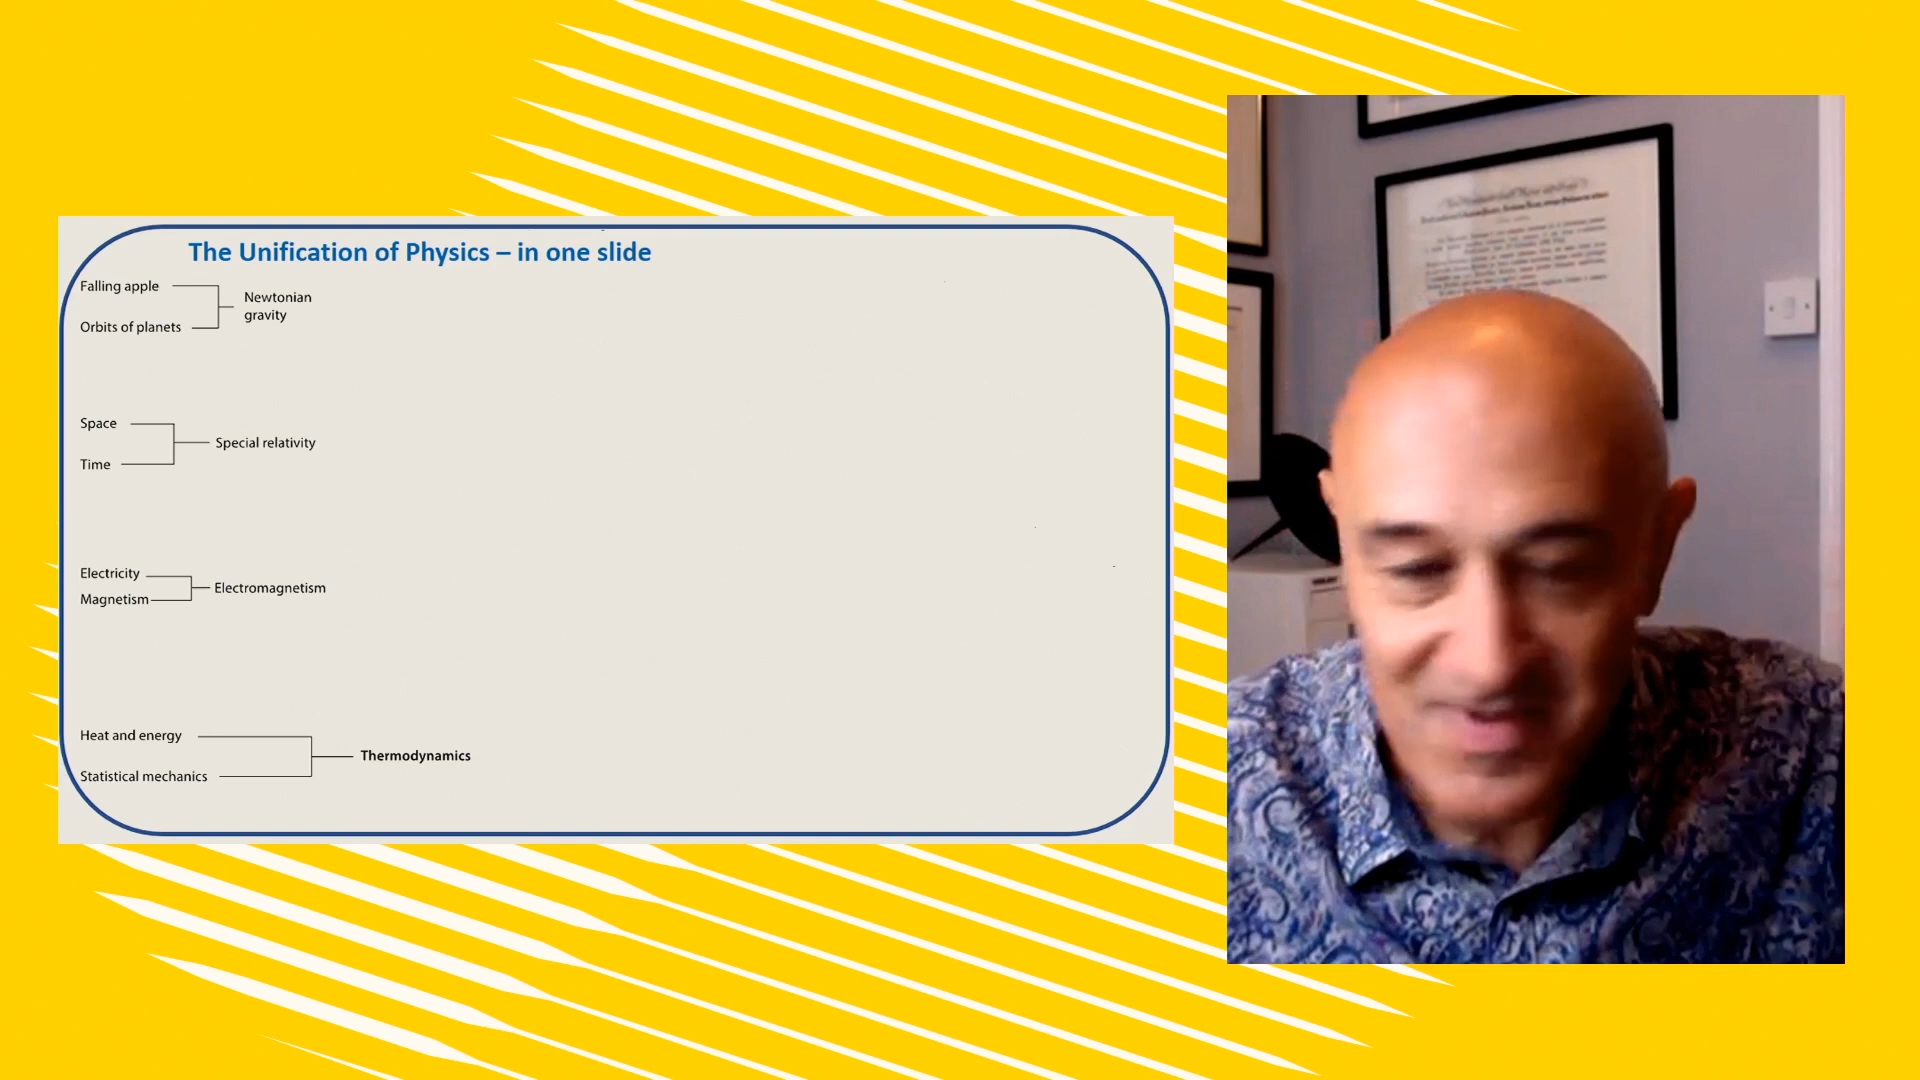 The Unification of Physics – in one slide
Falling apple
Orbits of planets
Newtonian
gravity
Space
Time
Special relativity
Electricity
Magnetism
Electromagnetism
Heat and energy
Statistical mechanics
Thermodynamics